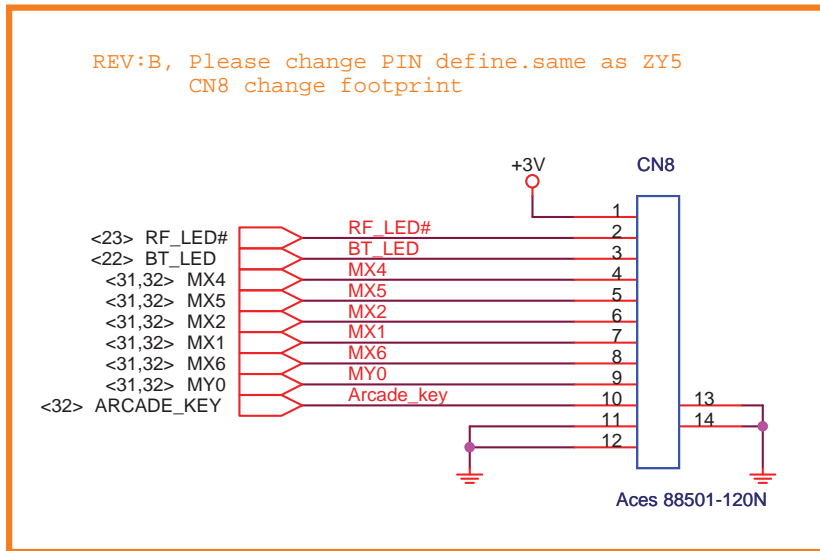 REV:B, Please change PIN define.same as ZY5
CN8 change footprint
+3V
CN8
1
<23> RF_LED# RF_LED# 2
<22> BT_LED BT_LED 3
<31,32> MX4 MX4 4
<31,32> MX5 MX5 5
<31,32> MX2 MX2 6
<31,32> MX1 MX1 7
<31,32> MX6 MX6 8
<31,32> MY0 MY0 9
<32> ARCADE_KEY Arcade_key 10 13
11 14
12
Aces 88501-120N